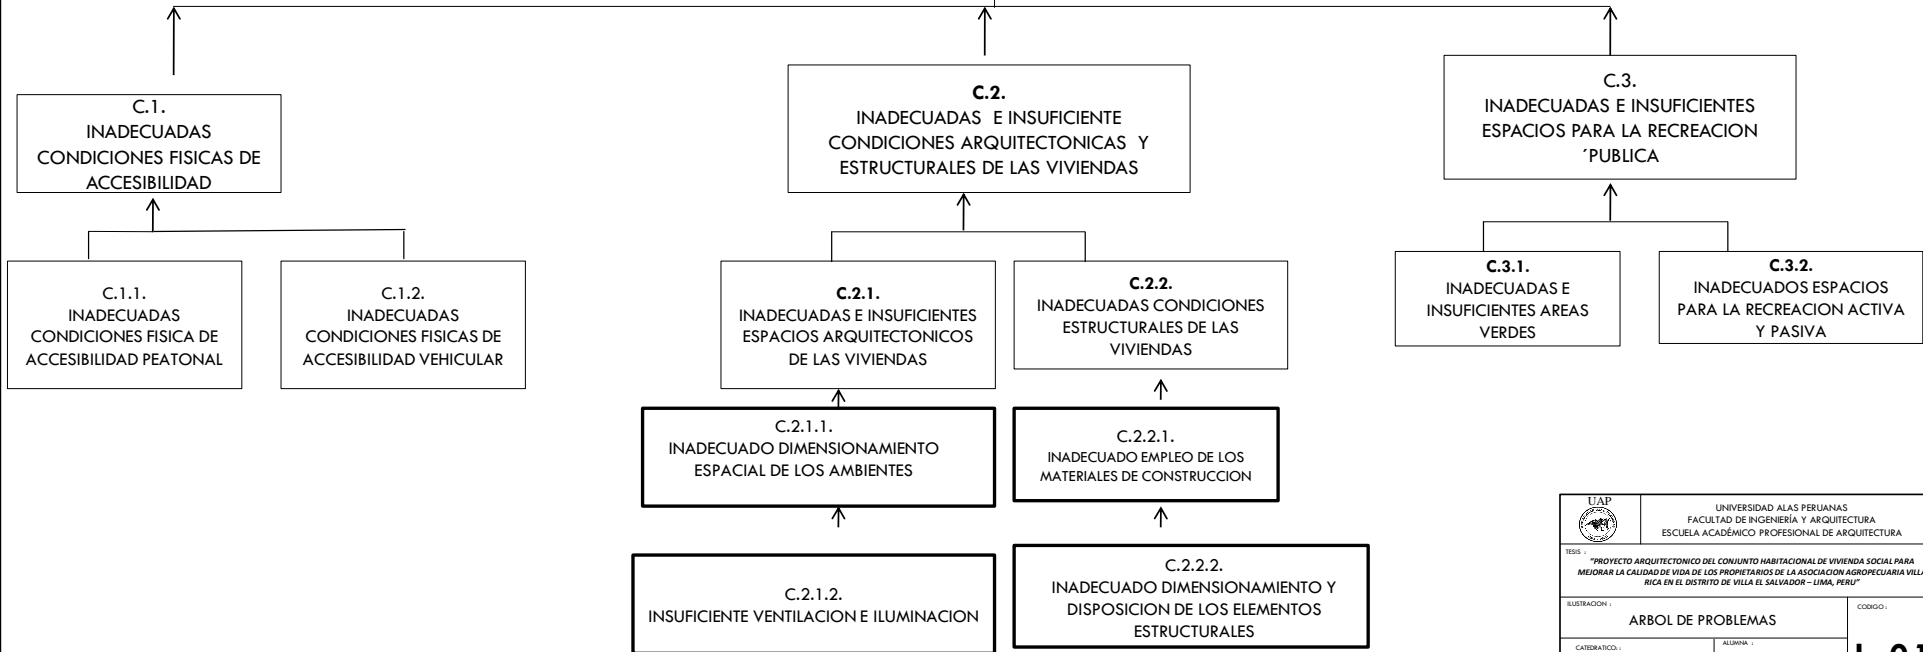 C.1.
INADECUADAS
CONDICIONES FISICAS DE
ACCESIBILIDAD
C.2.
INADECUADAS E INSUFICIENTE
CONDICIONES ARQUITECTONICAS Y
ESTRUCTURALES DE LAS VIVIENDAS
C.3.
INADECUADAS E INSUFICIENTES
ESPACIOS PARA LA RECREACION
´PUBLICA
C.1.1.
INADECUADAS
CONDICIONES FISICA DE
ACCESIBILIDAD PEATONAL
C.1.2.
INADECUADAS
CONDICIONES FISICAS DE
ACCESIBILIDAD VEHICULAR
C.2.1.
INADECUADAS E INSUFICIENTES
ESPACIOS ARQUITECTONICOS
DE LAS VIVIENDAS
C.2.2.
INADECUADAS CONDICIONES
ESTRUCTURALES DE LAS
VIVIENDAS
C.3.1.
INADECUADAS E
INSUFICIENTES AREAS
VERDES
C.3.2.
INADECUADOS ESPACIOS
PARA LA RECREACION ACTIVA
Y PASIVA
C.2.1.1.
INADECUADO DIMENSIONAMIENTO
ESPACIAL DE LOS AMBIENTES
C.2.2.1.
INADECUADO EMPLEO DE LOS
MATERIALES DE CONSTRUCCION
C.2.1.2.
INSUFICIENTE VENTILACION E ILUMINACION
C.2.2.2.
INADECUADO DIMENSIONAMIENTO Y
DISPOSICION DE LOS ELEMENTOS
ESTRUCTURALES
UAP
UNIVERSIDAD ALAS PERUANAS
FACULTAD DE INGENIERÍA Y ARQUITECTURA
ESCUELA ACADÉMICO PROFESIONAL DE ARQUITECTURA
TESIS :
"PROYECTO ARQUITECTONICO DEL CONJUNTO HABITACIONAL DE VIVIENDA SOCIAL PARA
MEJORAR LA CALIDAD DE VIDA DE LOS PROPIETARIOS DE LA ASOCIACION AGROPECUARIA VILLA
RICA EN EL DISTRITO DE VILLA EL SALVADOR – LIMA, PERU"
ILUSTRACION :
ARBOL DE PROBLEMAS
CODIGO :
CATEDRATICO: :
ALUMNA :